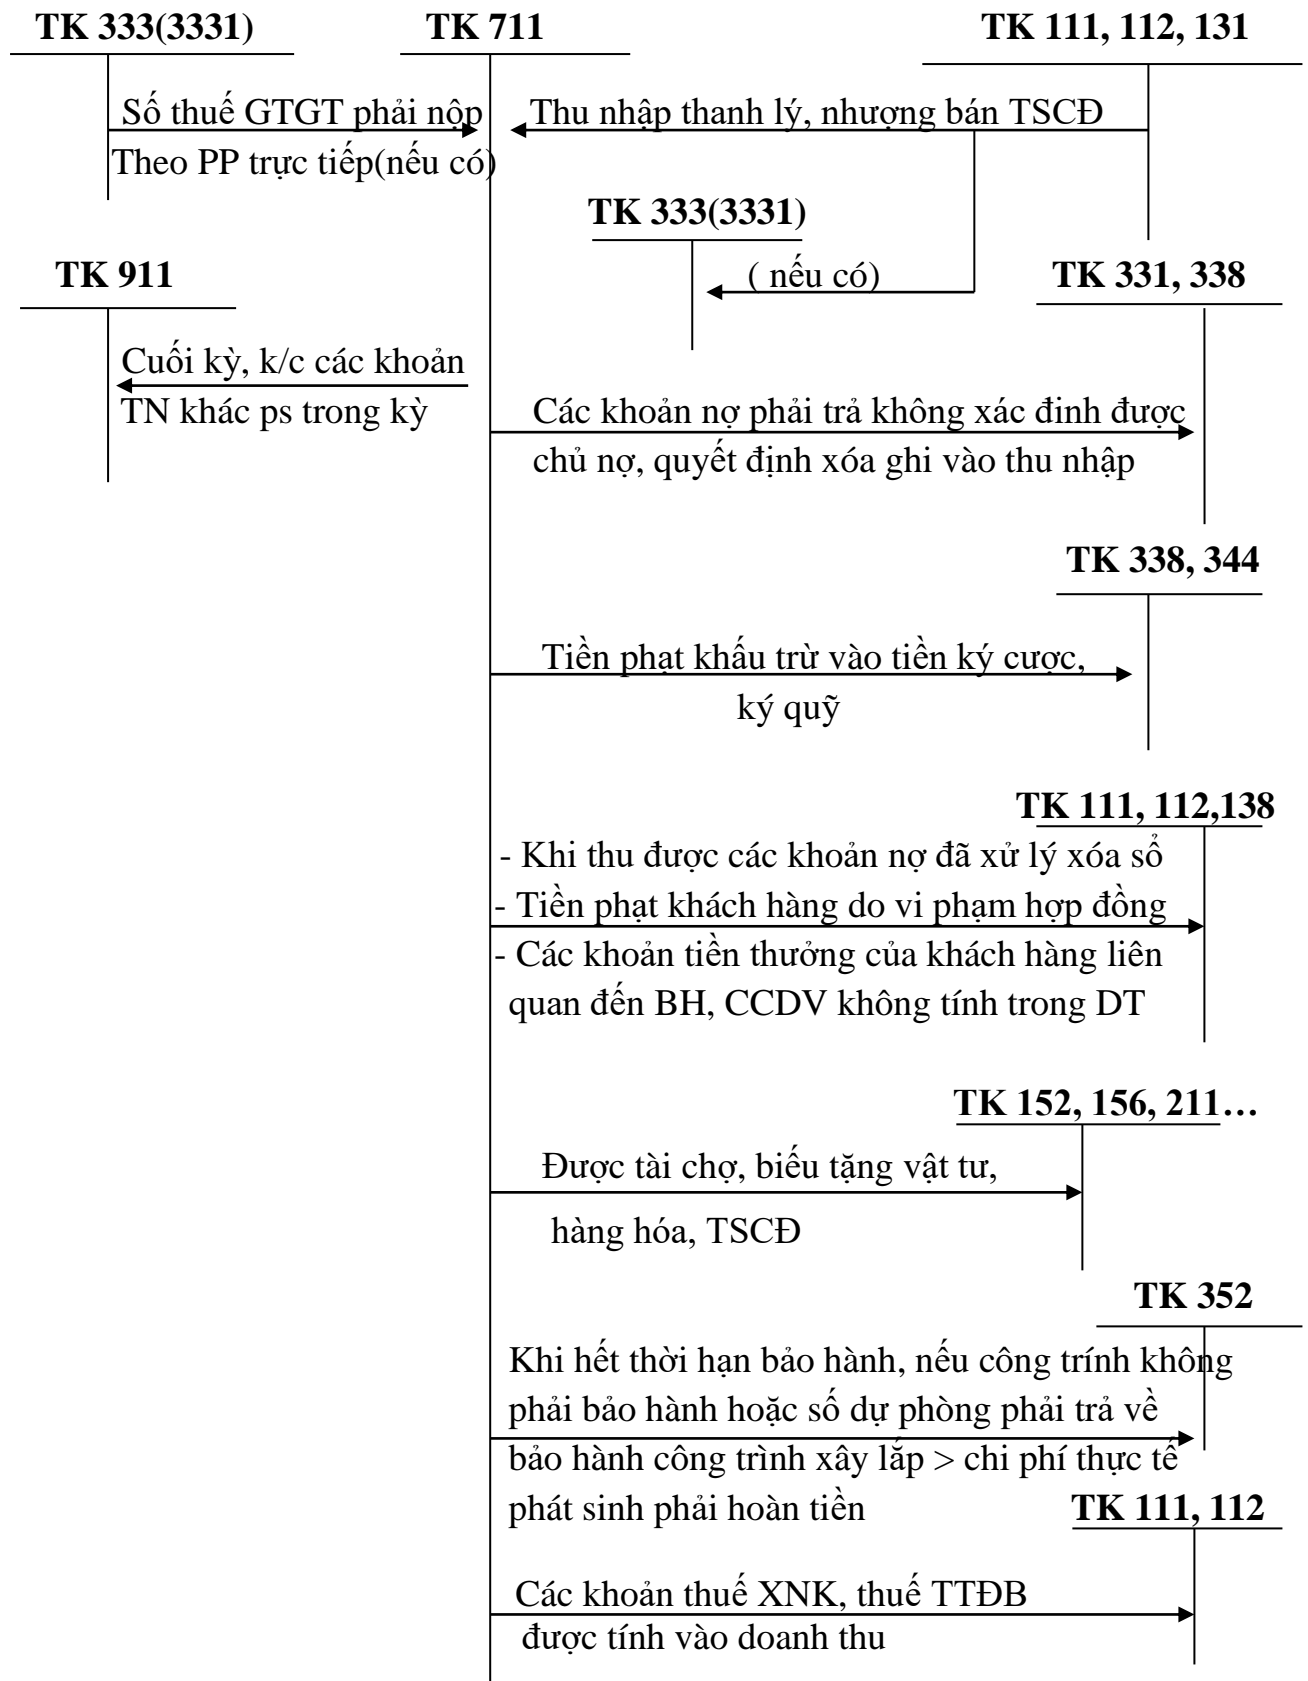 TK 333(3331)
TK 711
TK 111, 112, 131
Số thuế GTGT phải nộp
Thu nhập thanh lý, nhượng bán TSCĐ
Theo PP trực tiếp(nếu có)
TK 333(3331)
TK 911
( nếu có)
TK 331, 338
Cuối kỳ, k/c các khoản
TN khác ps trong kỳ
Các khoản nợ phải trả không xác đinh được
chủ nợ, quyết định xóa ghi vào thu nhập
TK 338, 344
Tiền phạt khấu trừ vào tiền ký cược,
ký quỹ
TK 111, 112,138
- Khi thu được các khoản nợ đã xử lý xóa sổ
- Tiền phạt khách hàng do vi phạm hợp đồng
- Các khoản tiền thưởng của khách hàng liên
quan đến BH, CCDV không tính trong DT
TK 152, 156, 211…
Được tài chợ, biếu tặng vật tư,
hàng hóa, TSCĐ
TK 352
Khi hết thời hạn bảo hành, nếu công trính không
phải bảo hành hoặc số dự phòng phải trả về
bảo hành công trình xây lắp > chi phí thực tế
phát sinh phải hoàn tiền
TK 111, 112
Các khoản thuế XNK, thuế TTĐB
được tính vào doanh thu